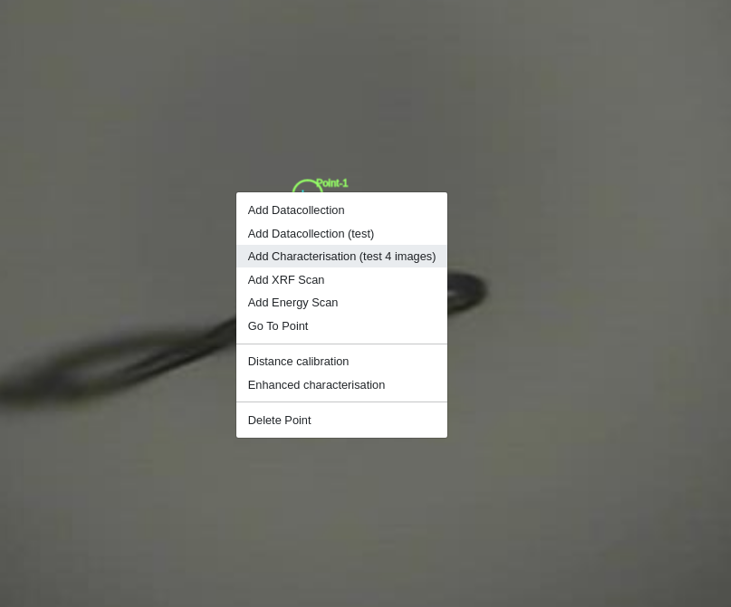 Point-1
Add Datacollection
Add Datacollection (test)
Add Characterisation (test 4 images)
Add XRF Scan
Add Energy Scan
Go To Point
Distance calibration
Enhanced characterisation
Delete Point